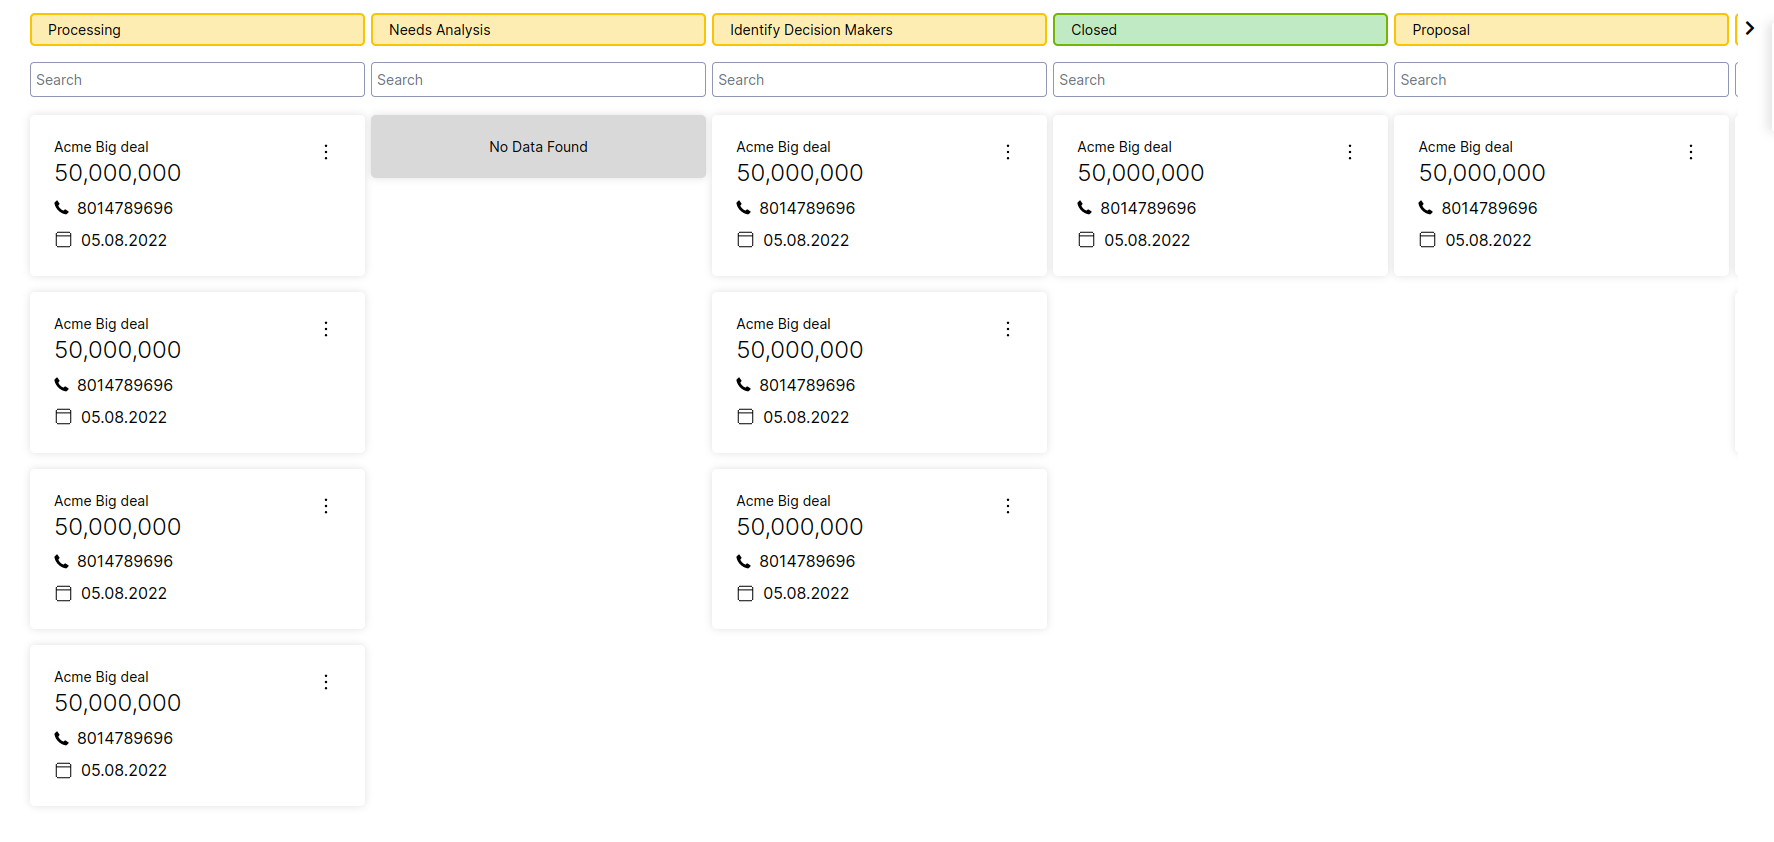 Processing
Needs Analysis
Identify Decision Makers
Closed
Proposal
Search
Search
Search
Search
Search
Acme Big deal
50,000,000
8014789696
05.08.2022
Acme Big deal
50,000,000
8014789696
05.08.2022
Acme Big deal
50,000,000
8014789696
05.08.2022
Acme Big deal
50,000,000
8014789696
05.08.2022
No Data Found
Acme Big deal
50,000,000
8014789696
05.08.2022
Acme Big deal
50,000,000
8014789696
05.08.2022
Acme Big deal
50,000,000
8014789696
05.08.2022
Acme Big deal
50,000,000
8014789696
05.08.2022
Acme Big deal
50,000,000
8014789696
05.08.2022